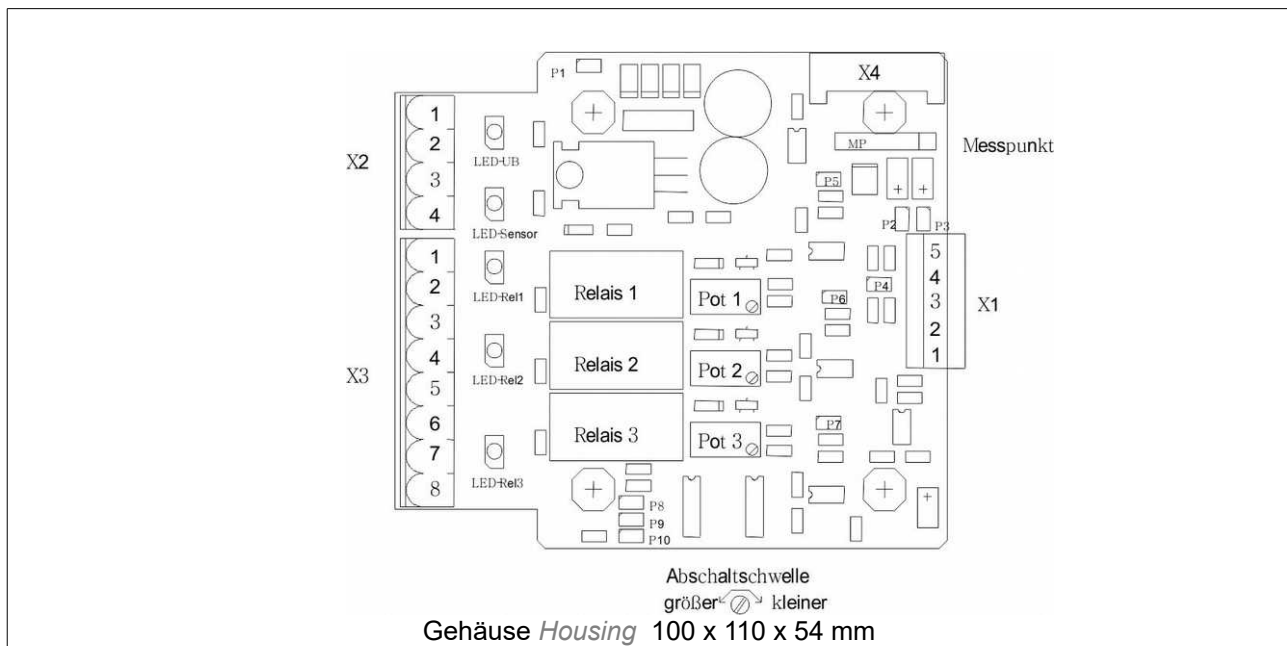 P1
X4
1
2
3
4
X2
LED-UB
LED-Sensor
MP
Messpunkt
P5
P2
P3
1
2
3
4
5
6
7
8
X3
LED-Rel1
LED-Rel2
LED-Rel3
Relais 1
Pot 1
Relais 2
Pot 2
Relais 3
Pot 3
P6
P4
P7
5
4
3
2
1
X1
+
+
+
P8
P9
P10
Abschaltschwelle
größer kleiner
Gehäuse Housing 100 x 110 x 54 mm